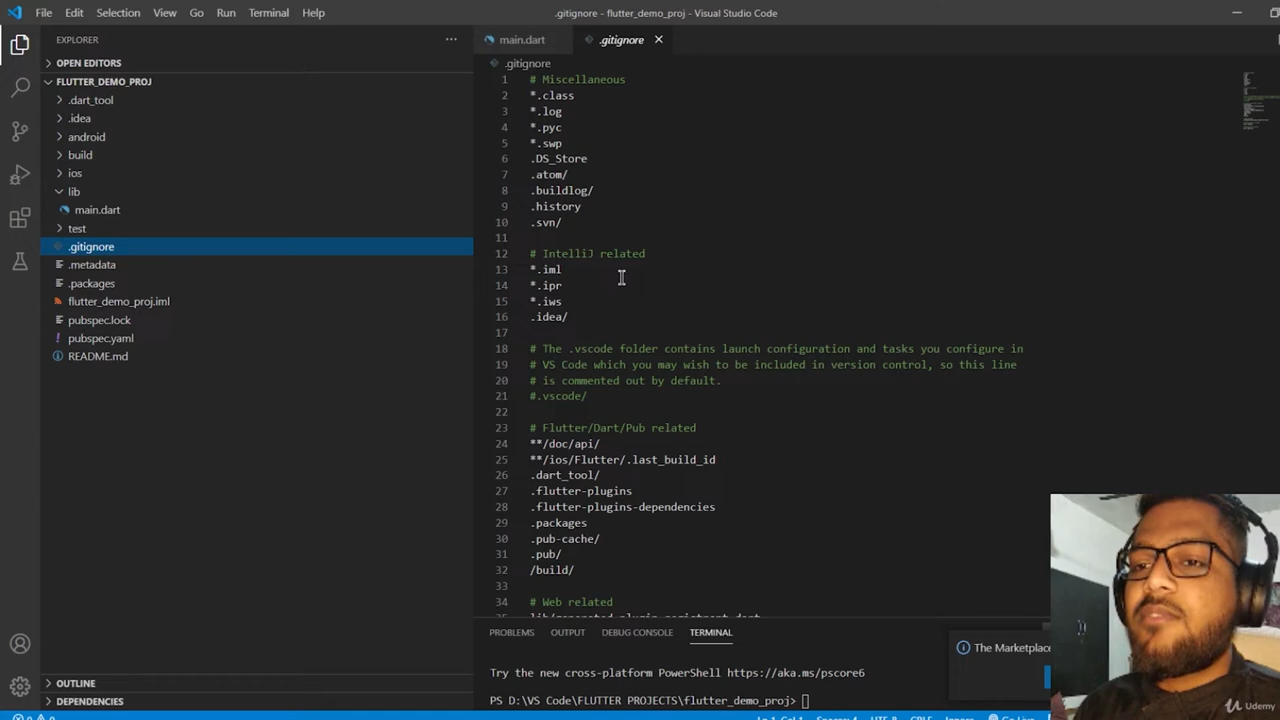 File Edit Selection View Go Run Terminal Help
.gitignore - flutter_demo_proj - Visual Studio Code
EXPLORER
OPEN EDITORS
FLUTTER_DEMO_PROJ
.dart_tool
.idea
android
build
ios
lib
main.dart
test
.gitignore
.metadata
.packages
flutter_demo_proj.iml
pubspec.lock
! pubspec.yaml
README.md
OUTLINE
DEPENDENCIES
main.dart .gitignore
.gitignore
1 # Miscellaneous
2 *.class
3 *.log
4 *.pyc
5 *.swp
6 .DS_Store
7 .atom/
8 .buildlog/
9 .history
10 .svn/
11
12 # IntelliJ related
13 *.iml
14 *.ipr
15 *.iws
16 .idea/
17
18 # The .vscode folder contains launch configuration and tasks you configure in
19 # VS Code which you may wish to be included in version control, so this line
20 # is commented out by default.
21 #.vscode/
22
23 # Flutter/Dart/Pub related
24 **/doc/api/
25 **/ios/Flutter/.last_build_id
26 .dart_tool/
27 .flutter-plugins
28 .flutter-plugins-dependencies
29 .packages
30 .pub-cache/
31 .pub/
32 /build/
33
34 # Web related
PROBLEMS OUTPUT DEBUG CONSOLE TERMINAL
The Marketplace
Try the new cross-platform PowerShell https://aka.ms/pscore6
PS D:\VS Code\FLUTTER PROJECTS\flutter_demo_proj>
Udemy